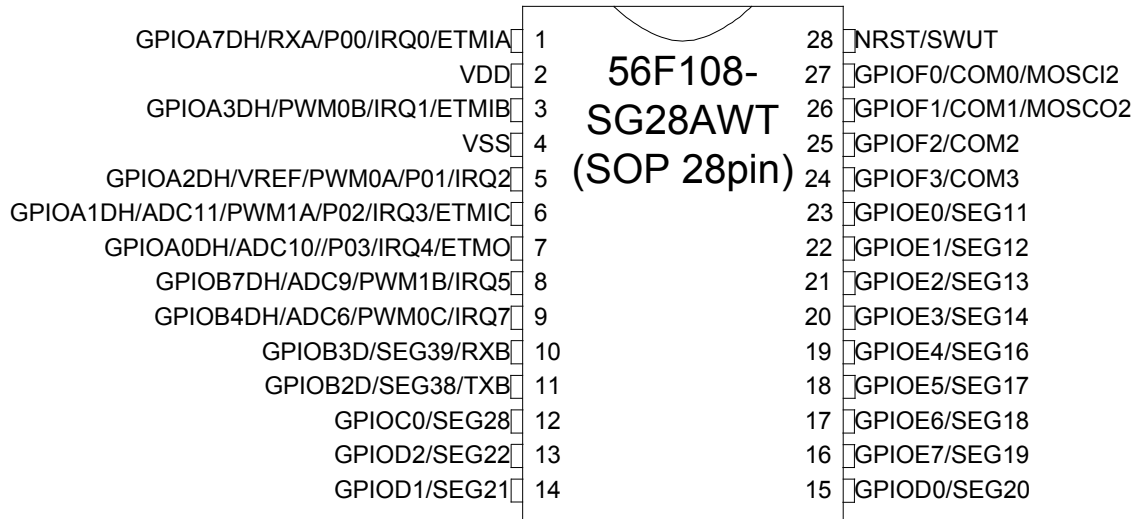 GPIOA7DH/RXA/P00/IRQ0/ETMIA 1 28 NRST/SWUT
VDD 2 27 GPIOF0/COM0/MOSCI2
GPIOA3DH/PWM0B/IRQ1/ETMIB 3 26 GPIOF1/COM1/MOSCO2
VSS 4 25 GPIOF2/COM2
GPIOA2DH/VREF/PWM0A/P01/IRQ2 5 24 GPIOF3/COM3
GPIOA1DH/ADC11/PWM1A/P02/IRQ3/ETMIC 6 23 GPIOE0/SEG11
GPIOA0DH/ADC10//P03/IRQ4/ETMO 7 22 GPIOE1/SEG12
GPIOB7DH/ADC9/PWM1B/IRQ5 8 21 GPIOE2/SEG13
GPIOB4DH/ADC6/PWM0C/IRQ7 9 20 GPIOE3/SEG14
GPIOB3D/SEG39/RXB 10 19 GPIOE4/SEG16
GPIOB2D/SEG38/TXB 11 18 GPIOE5/SEG17
GPIOC0/SEG28 12 17 GPIOE6/SEG18
GPIOD2/SEG22 13 16 GPIOE7/SEG19
GPIOD1/SEG21 14 15 GPIOD0/SEG20
56F108-
SG28AWT
(SOP 28pin)